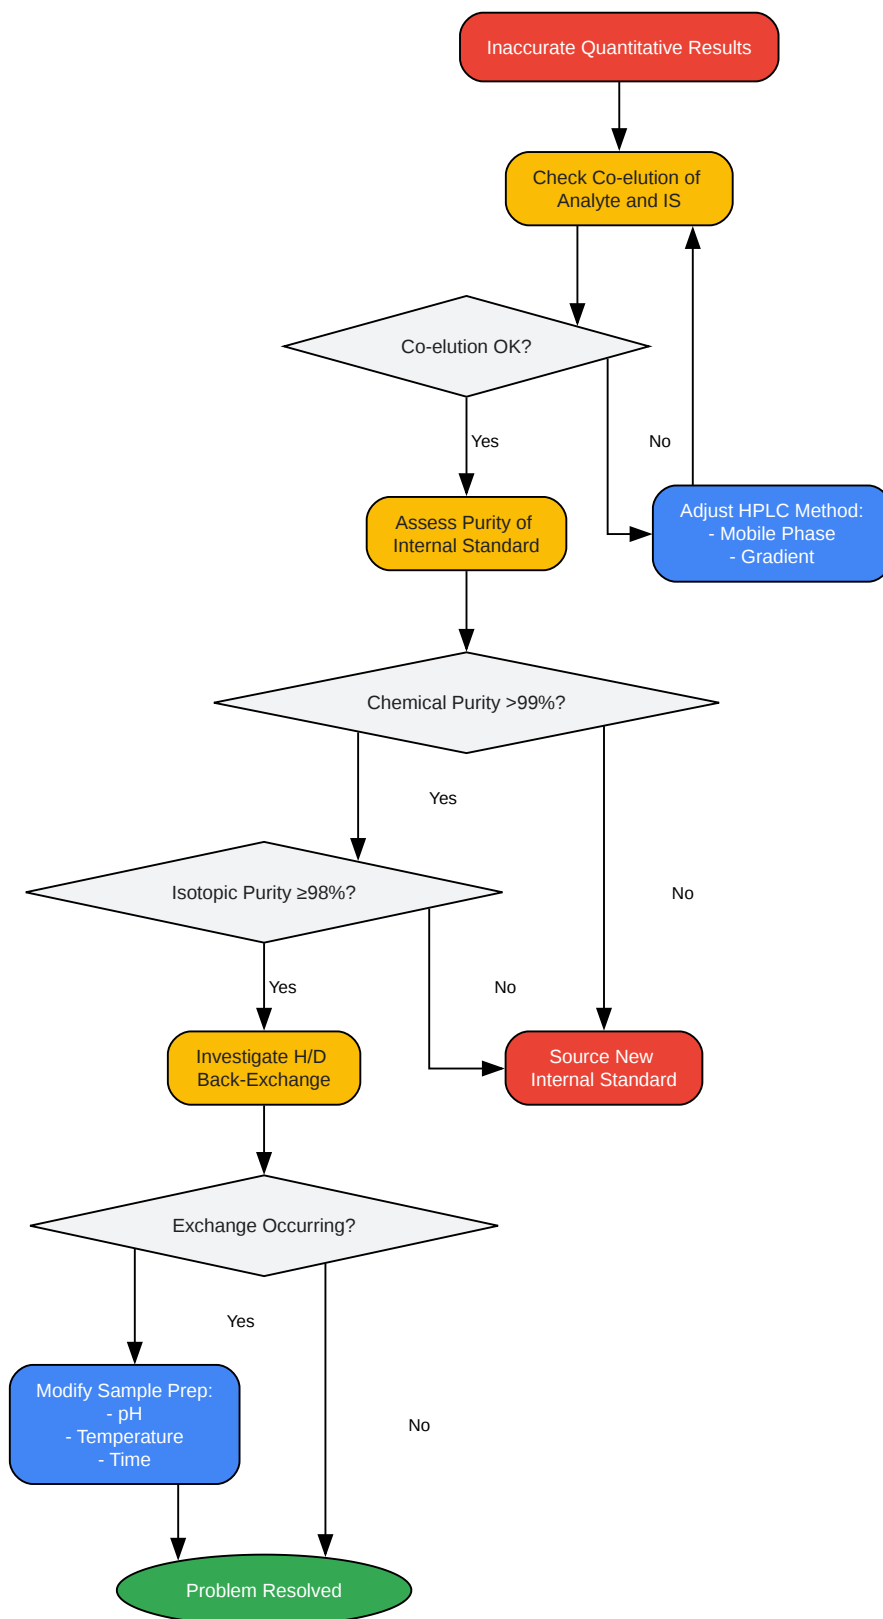 Inaccurate Quantitative Results
Check Co-elution of
Analyte and IS
Co-elution OK?
Yes
No
Assess Purity of
Internal Standard
Adjust HPLC Method:
- Mobile Phase
- Gradient
Chemical Purity >99%?
Yes
No
Isotopic Purity ≥98%?
Yes
No
Investigate H/D
Back-Exchange
Source New
Internal Standard
Exchange Occurring?
Yes
No
Modify Sample Prep:
- pH
- Temperature
- Time
Problem Resolved